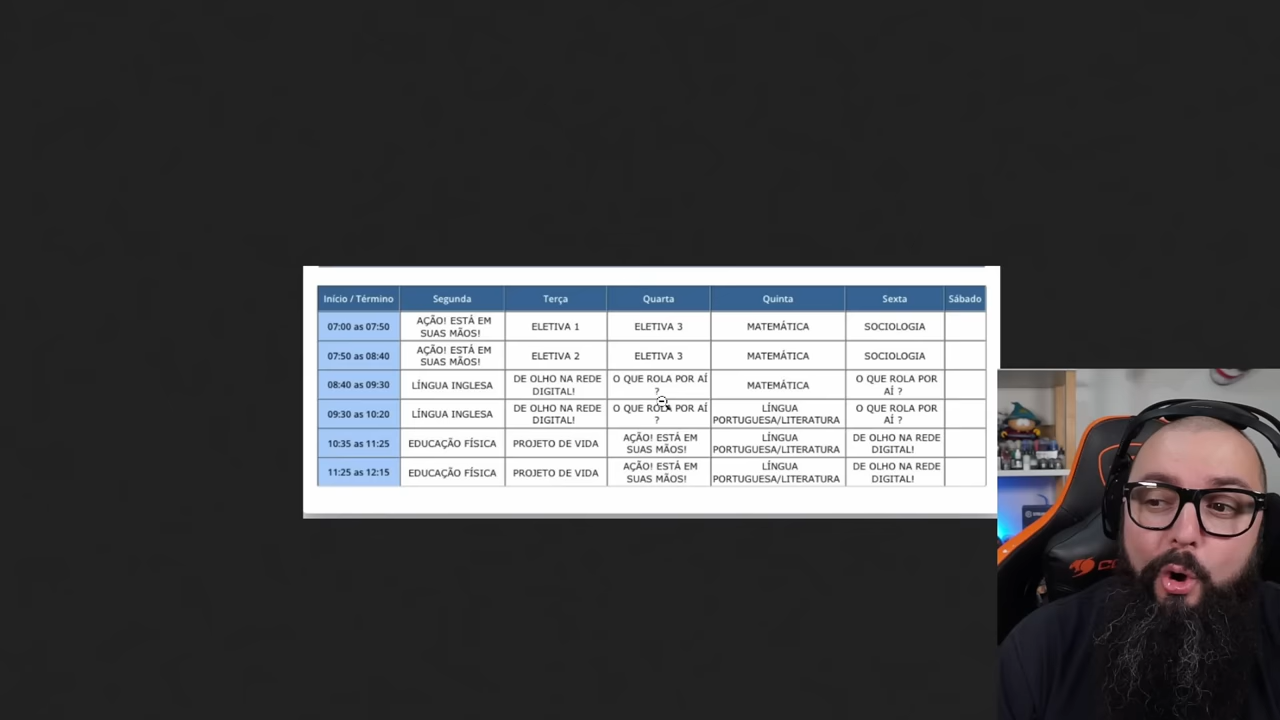 Início / Término Segunda Terça Quarta Quinta Sexta Sábado
07:00 as 07:50 AÇÃO! ESTÁ EM SUAS MÃOS! ELETIVA 1 ELETIVA 3 MATEMÁTICA SOCIOLOGIA
07:50 as 08:40 AÇÃO! ESTÁ EM SUAS MÃOS! ELETIVA 2 ELETIVA 3 MATEMÁTICA SOCIOLOGIA
08:40 as 09:30 LÍNGUA INGLESA DE OLHO NA REDE DIGITAL! O QUE ROLA POR AÍ ? MATEMÁTICA O QUE ROLA POR AÍ ?
09:30 as 10:20 LÍNGUA INGLESA DE OLHO NA REDE DIGITAL! O QUE ROLA POR AÍ ? LÍNGUA PORTUGUESA/LITERATURA O QUE ROLA POR AÍ ?
10:35 as 11:25 EDUCAÇÃO FÍSICA PROJETO DE VIDA AÇÃO! ESTÁ EM SUAS MÃOS! LÍNGUA PORTUGUESA/LITERATURA DE OLHO NA REDE DIGITAL!
11:25 as 12:15 EDUCAÇÃO FÍSICA PROJETO DE VIDA AÇÃO! ESTÁ EM SUAS MÃOS! LÍNGUA PORTUGUESA/LITERATURA DE OLHO NA REDE DIGITAL!